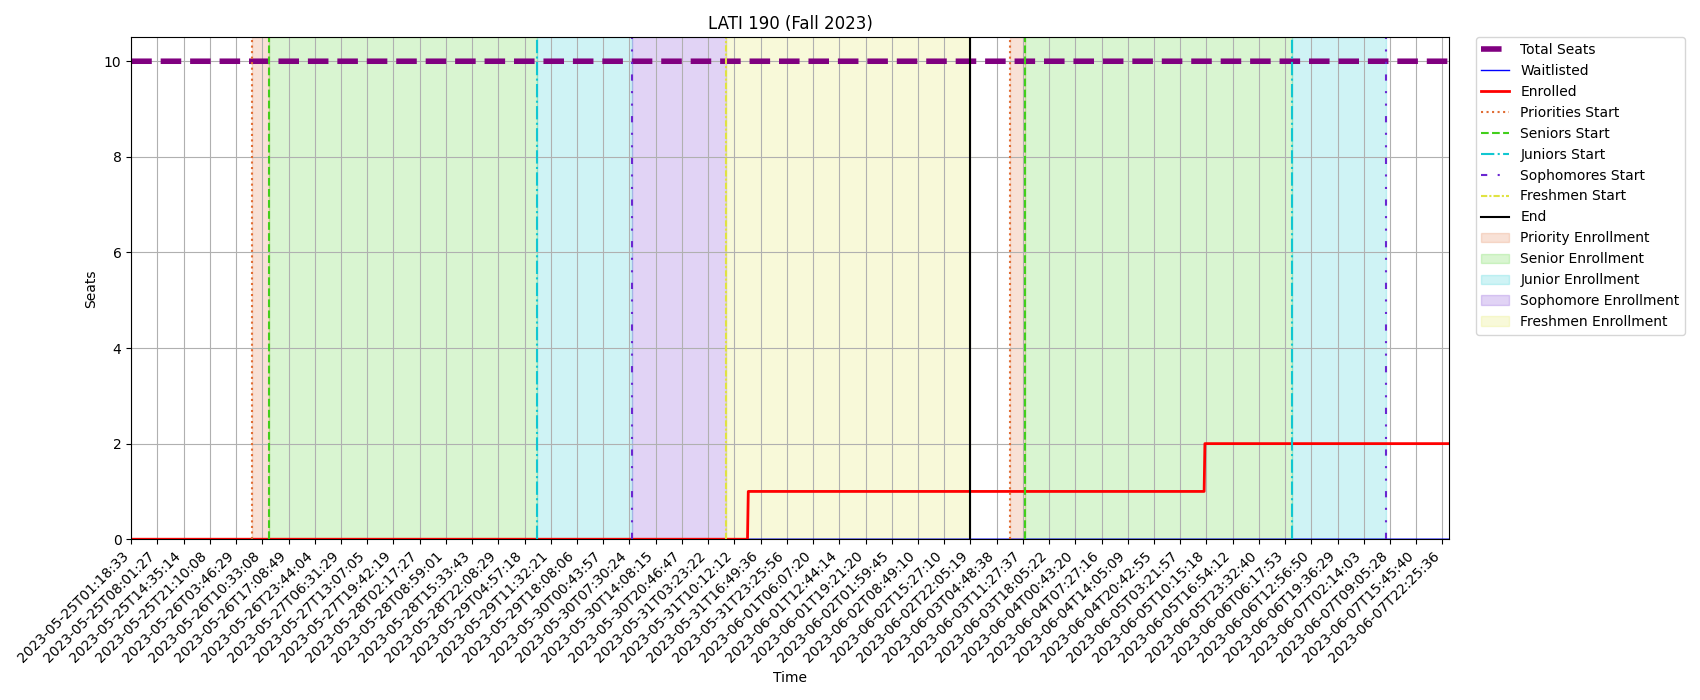 LATI 190 (Fall 2023)
10
8
6
4
2
0
Seats
2023-05-25T01:18:33
2023-05-25T08:01:27
2023-05-25T14:35:14
2023-05-25T21:10:08
2023-05-26T03:46:29
2023-05-26T10:33:08
2023-05-26T17:08:49
2023-05-26T23:44:04
2023-05-27T06:31:29
2023-05-27T13:07:05
2023-05-27T19:42:19
2023-05-28T02:17:27
2023-05-28T08:59:01
2023-05-28T15:33:43
2023-05-28T22:08:29
2023-05-29T04:57:18
2023-05-29T11:32:21
2023-05-29T18:08:06
2023-05-30T00:43:57
2023-05-30T07:30:24
2023-05-30T14:08:15
2023-05-30T20:46:47
2023-05-31T03:23:22
2023-05-31T10:12:12
2023-05-31T16:49:36
2023-05-31T23:25:56
2023-06-01T06:07:20
2023-06-01T12:44:14
2023-06-01T19:21:20
2023-06-02T01:59:45
2023-06-02T08:49:10
2023-06-02T15:27:10
2023-06-02T22:05:19
2023-06-03T04:48:38
2023-06-03T11:27:37
2023-06-03T18:05:22
2023-06-04T00:43:20
2023-06-04T07:27:16
2023-06-04T14:05:09
2023-06-04T20:42:55
2023-06-05T03:21:57
2023-06-05T10:15:18
2023-06-05T16:54:12
2023-06-05T23:32:40
2023-06-06T06:17:53
2023-06-06T12:56:50
2023-06-06T19:36:29
2023-06-07T02:14:03
2023-06-07T09:05:28
2023-06-07T15:45:40
2023-06-07T22:25:36
Time
Total Seats
Waitlisted
Enrolled
Priorities Start
Seniors Start
Juniors Start
Sophomores Start
Freshmen Start
End
Priority Enrollment
Senior Enrollment
Junior Enrollment
Sophomore Enrollment
Freshmen Enrollment